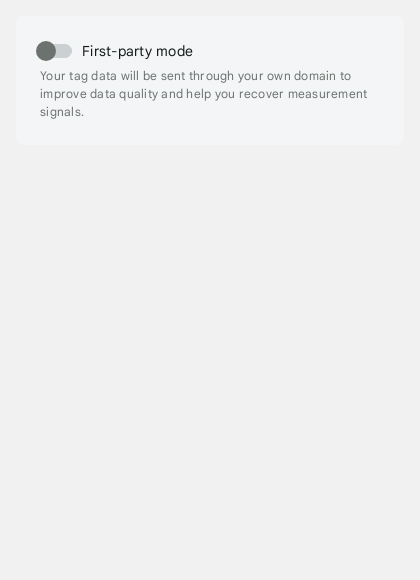 First-party mode
Your tag data will be sent through your own domain to
improve data quality and help you recover measurement
signals.